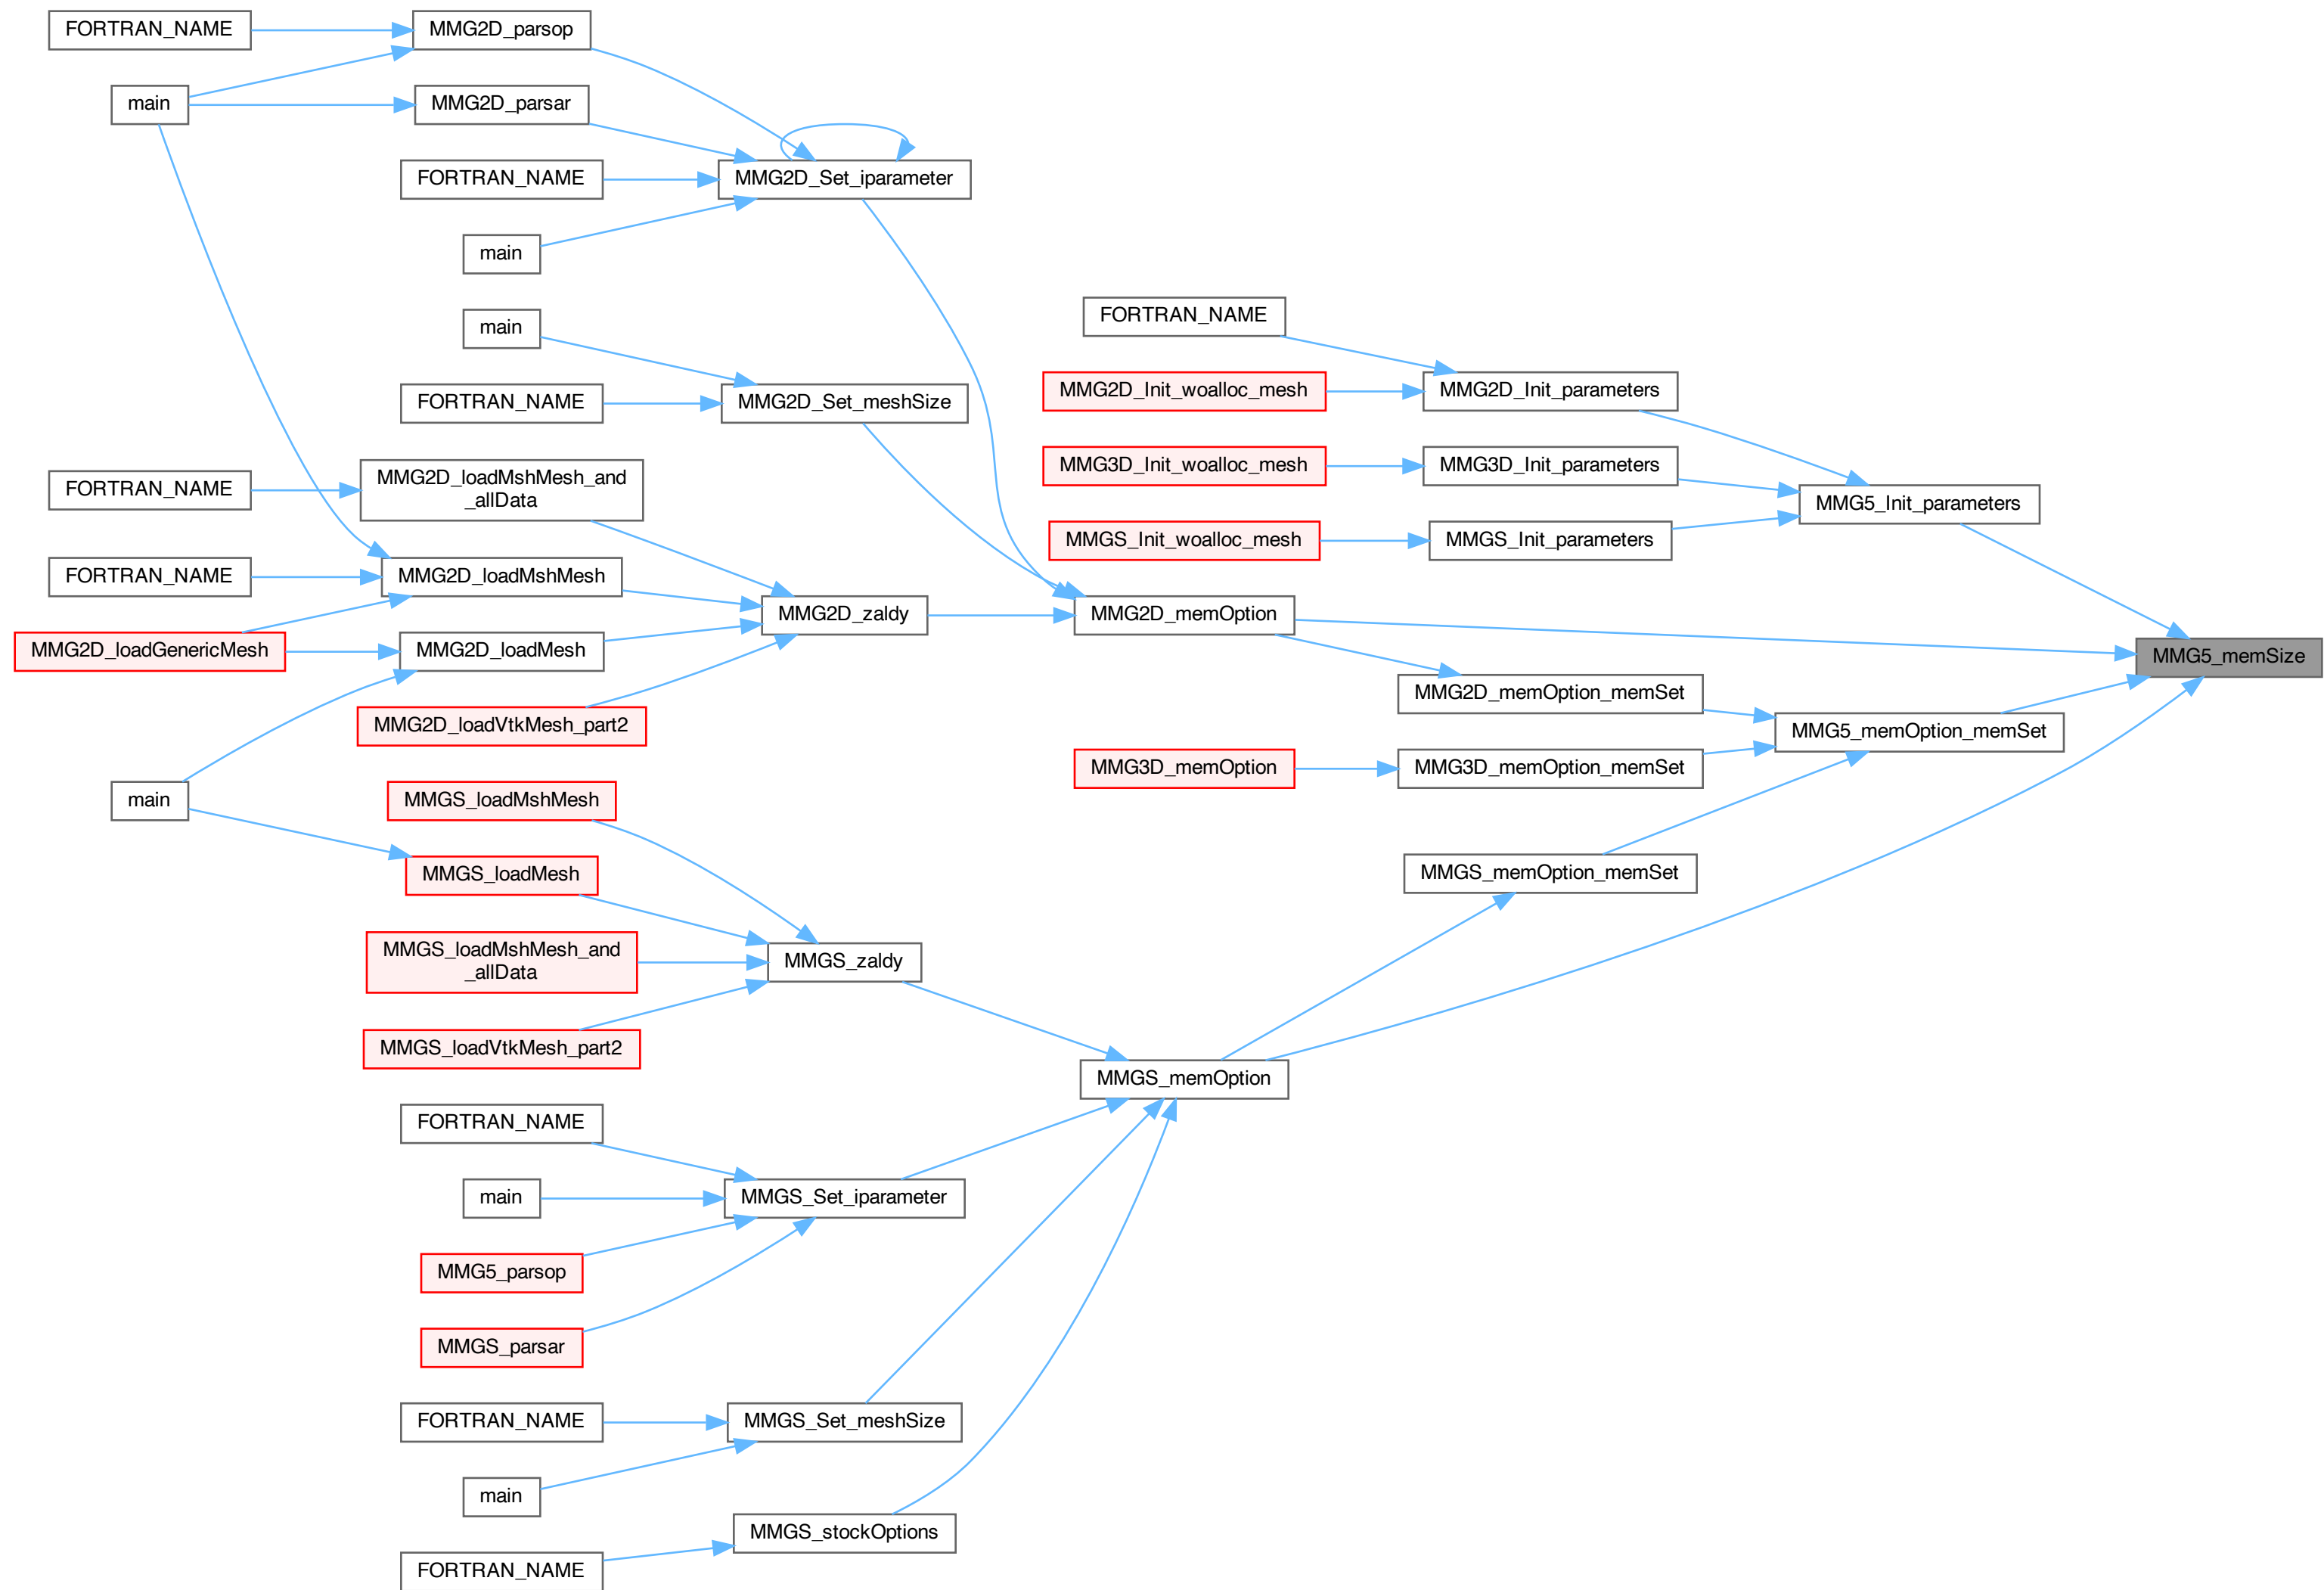 FORTRAN_NAME
MMG2D_parsop
main
MMG2D_parsar
FORTRAN_NAME
MMG2D_Set_iparameter
main
main
FORTRAN_NAME
MMG2D_Set_meshSize
FORTRAN_NAME
MMG2D_Init_woalloc_mesh
MMG2D_Init_parameters
MMG3D_Init_woalloc_mesh
MMG3D_Init_parameters
MMGS_Init_woalloc_mesh
MMGS_Init_parameters
MMG5_Init_parameters
FORTRAN_NAME
MMG2D_loadMshMesh_and
_allData
FORTRAN_NAME
MMG2D_loadMshMesh
MMG2D_zaldy
MMG2D_memOption
MMG2D_loadGenericMesh
MMG2D_loadMesh
MMG5_memSize
MMG2D_loadVtkMesh_part2
MMG2D_memOption_memSet
MMG5_memOption_memSet
MMG3D_memOption
MMG3D_memOption_memSet
main
MMGS_loadMshMesh
MMGS_loadMesh
MMGS_memOption_memSet
MMGS_loadMshMesh_and
_allData
MMGS_zaldy
MMGS_loadVtkMesh_part2
MMGS_memOption
FORTRAN_NAME
main
MMGS_Set_iparameter
MMG5_parsop
MMGS_parsar
FORTRAN_NAME
MMGS_Set_meshSize
main
MMGS_stockOptions
FORTRAN_NAME